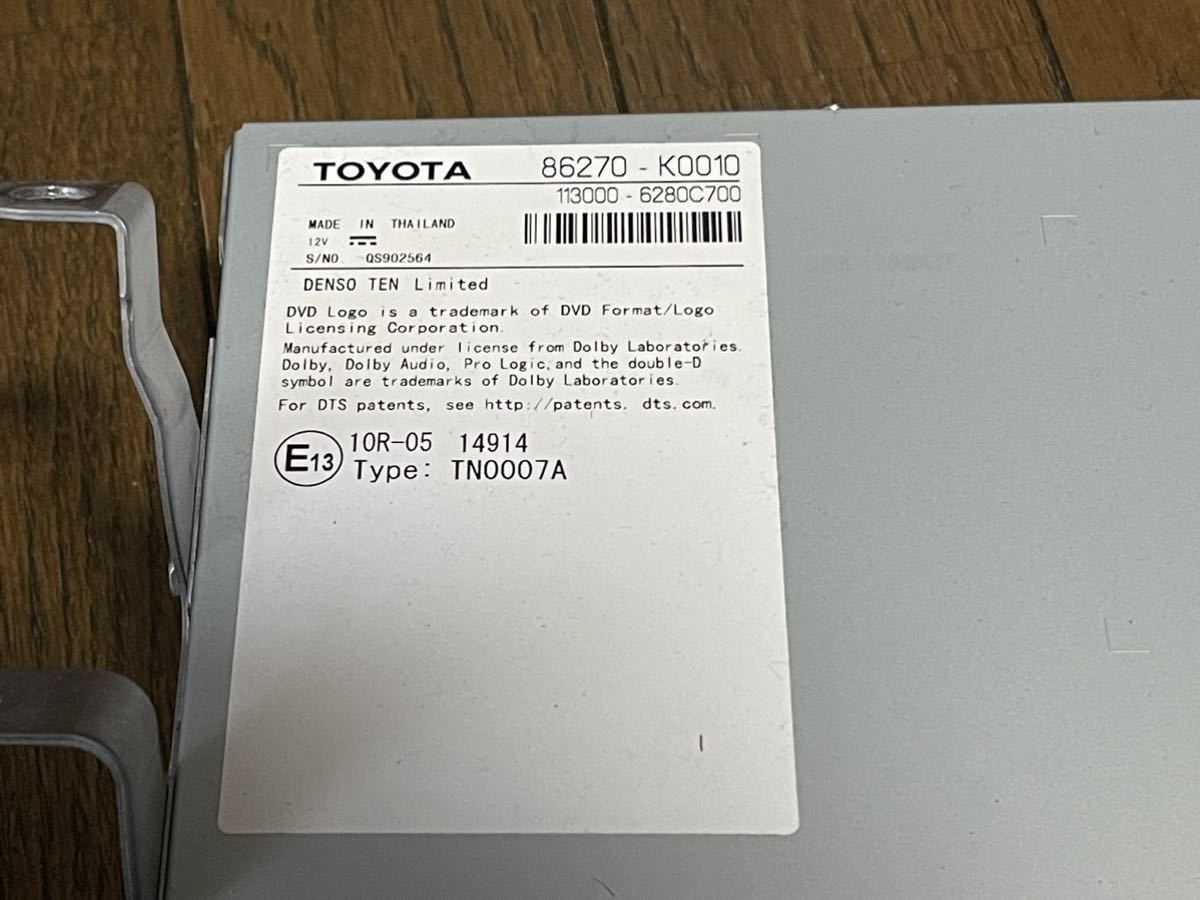 TOYOTA 86270 - K0010
113000 - 6280C700
MADE IN THAILAND
12V
S/NO. QS902564
DENSO TEN Limited
DVD Logo is a trademark of DVD Format/Logo
Licensing Corporation.
Manufactured under license from Dolby Laboratories.
Dolby, Dolby Audio, Pro Logic, and the double-D
symbol are trademarks of Dolby Laboratories.
For DTS patents, see http://patents. dts.com.
E13 10R-05 14914
Type: TN0007A